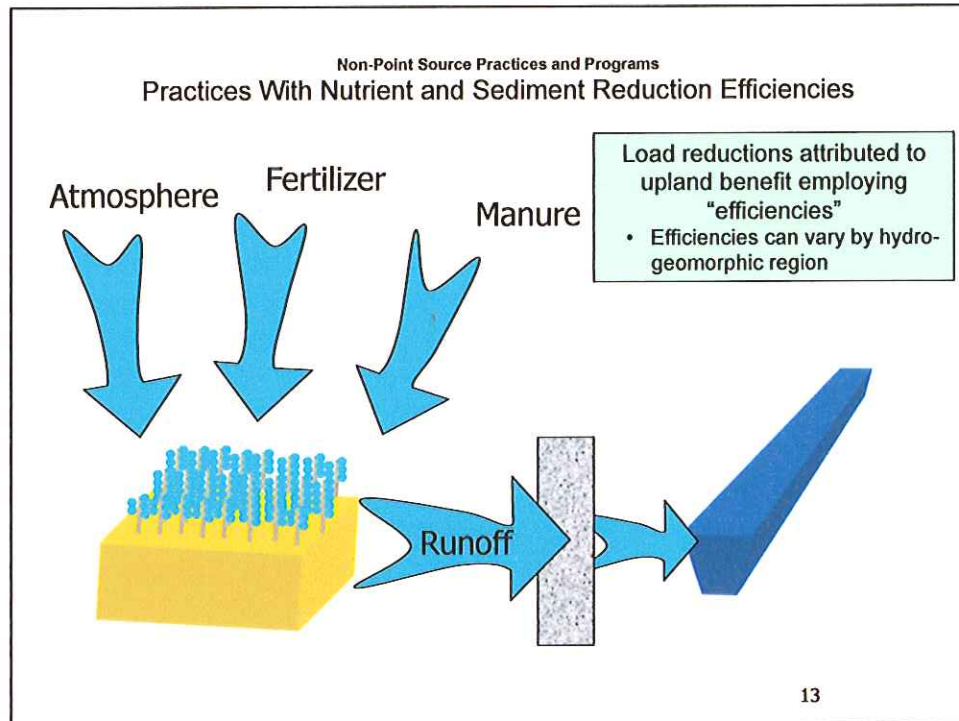 Non-Point Source Practices and Programs
Practices With Nutrient and Sediment Reduction Efficiencies
Atmosphere
Fertilizer
Manure
Load reductions attributed to
upland benefit employing
"efficiencies"
• Efficiencies can vary by hydro-
geomorphic region
Runoff
13